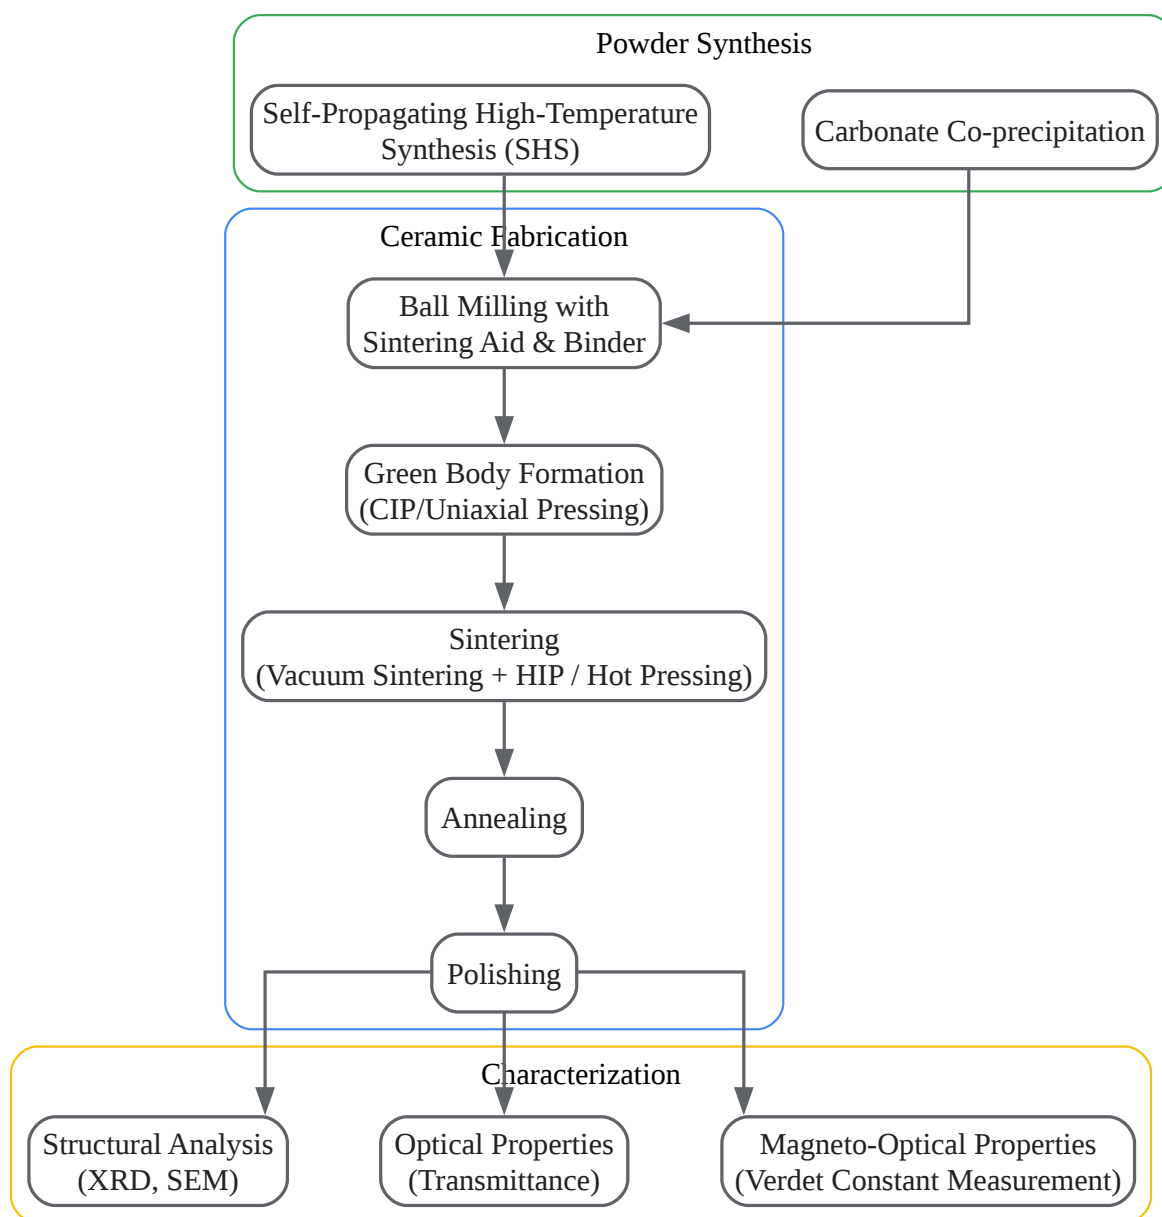 Powder Synthesis
Self-Propagating High-Temperature
Synthesis (SHS)
Carbonate Co-precipitation
Ceramic Fabrication
Ball Milling with
Sintering Aid & Binder
Green Body Formation
(CIP/Uniaxial Pressing)
Sintering
(Vacuum Sintering + HIP / Hot Pressing)
Annealing
Polishing
Characterization
Structural Analysis
(XRD, SEM)
Optical Properties
(Transmittance)
Magneto-Optical Properties
(Verdet Constant Measurement)